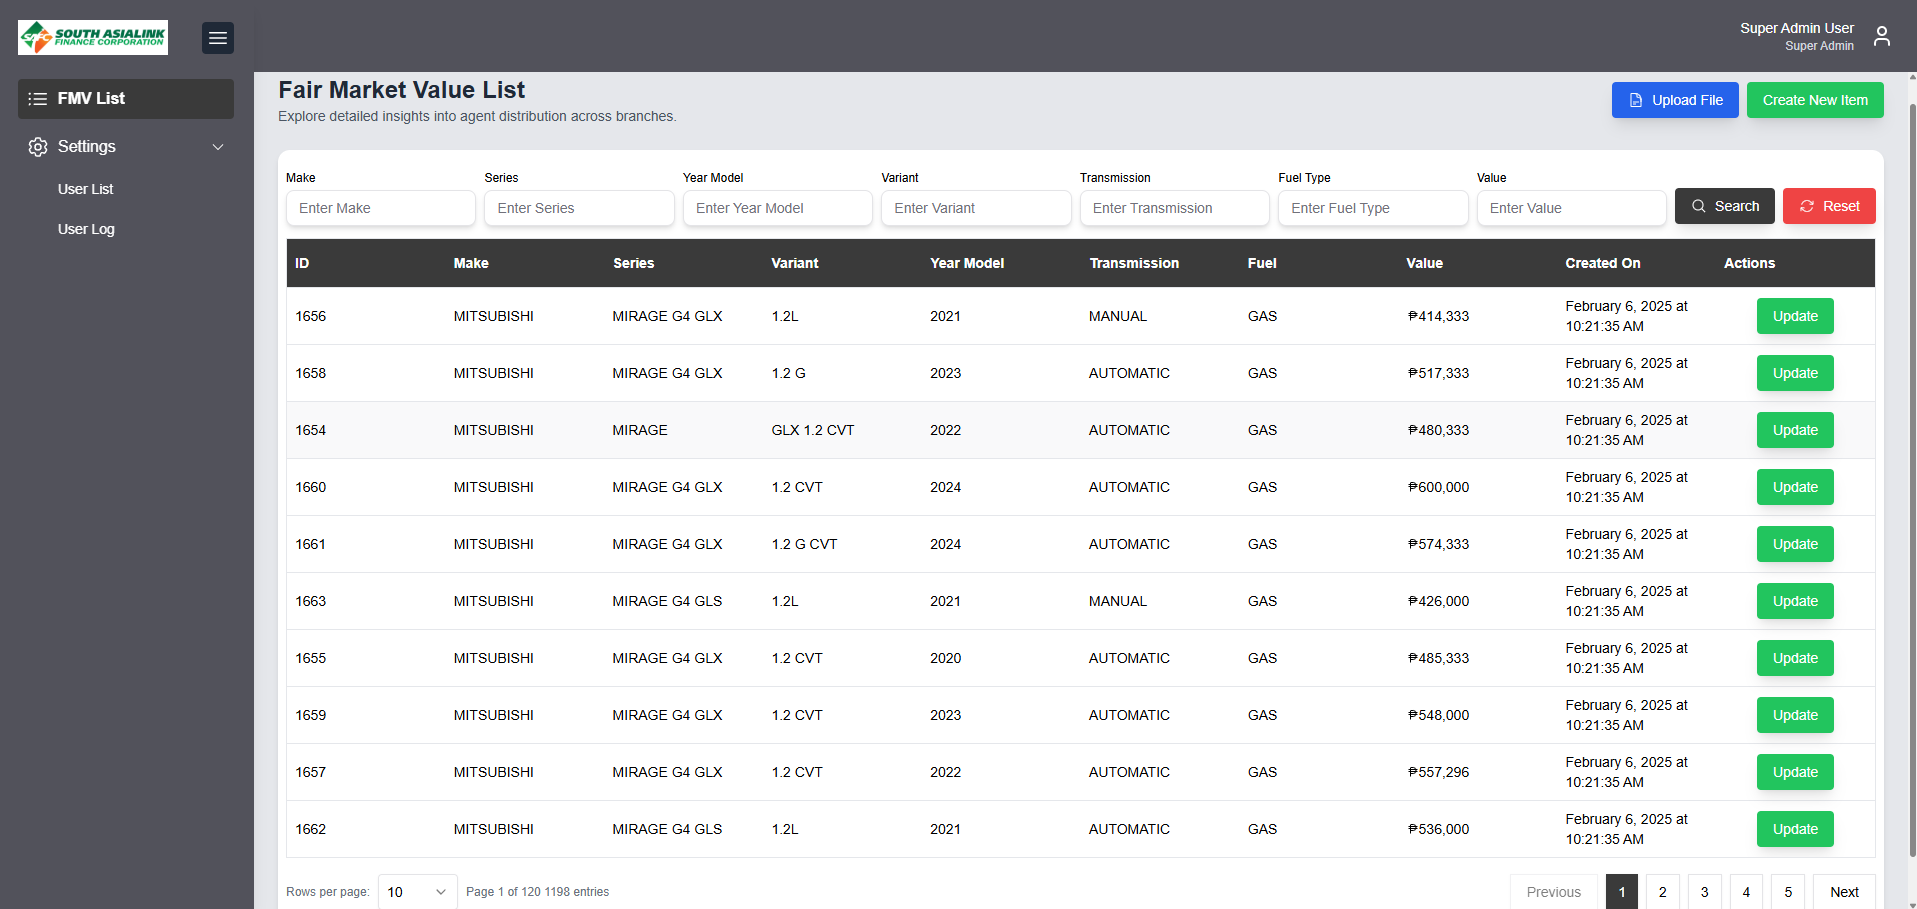 SAFC
SOUTH ASIALINK
FINANCE CORPORATION
Super Admin User
Super Admin
FMV List
Settings
User List
User Log
Fair Market Value List
Explore detailed insights into agent distribution across branches.
Upload File
Create New Item
Make Series Year Model Variant Transmission Fuel Type Value
Enter Make Enter Series Enter Year Model Enter Variant Enter Transmission Enter Fuel Type Enter Value Search Reset
ID Make Series Variant Year Model Transmission Fuel Value Created On Actions
1656 MITSUBISHI MIRAGE G4 GLX 1.2L 2021 MANUAL GAS ₱414,333 February 6, 2025 at
10:21:35 AM Update
1658 MITSUBISHI MIRAGE G4 GLX 1.2 G 2023 AUTOMATIC GAS ₱517,333 February 6, 2025 at
10:21:35 AM Update
1654 MITSUBISHI MIRAGE GLX 1.2 CVT 2022 AUTOMATIC GAS ₱480,333 February 6, 2025 at
10:21:35 AM Update
1660 MITSUBISHI MIRAGE G4 GLX 1.2 CVT 2024 AUTOMATIC GAS ₱600,000 February 6, 2025 at
10:21:35 AM Update
1661 MITSUBISHI MIRAGE G4 GLX 1.2 G CVT 2024 AUTOMATIC GAS ₱574,333 February 6, 2025 at
10:21:35 AM Update
1663 MITSUBISHI MIRAGE G4 GLS 1.2L 2021 MANUAL GAS ₱426,000 February 6, 2025 at
10:21:35 AM Update
1655 MITSUBISHI MIRAGE G4 GLX 1.2 CVT 2020 AUTOMATIC GAS ₱485,333 February 6, 2025 at
10:21:35 AM Update
1659 MITSUBISHI MIRAGE G4 GLX 1.2 CVT 2023 AUTOMATIC GAS ₱548,000 February 6, 2025 at
10:21:35 AM Update
1657 MITSUBISHI MIRAGE G4 GLX 1.2 CVT 2022 AUTOMATIC GAS ₱557,296 February 6, 2025 at
10:21:35 AM Update
1662 MITSUBISHI MIRAGE G4 GLS 1.2L 2021 AUTOMATIC GAS ₱536,000 February 6, 2025 at
10:21:35 AM Update
Rows per page: 10 Page 1 of 120 1198 entries Previous 1 2 3 4 5 Next